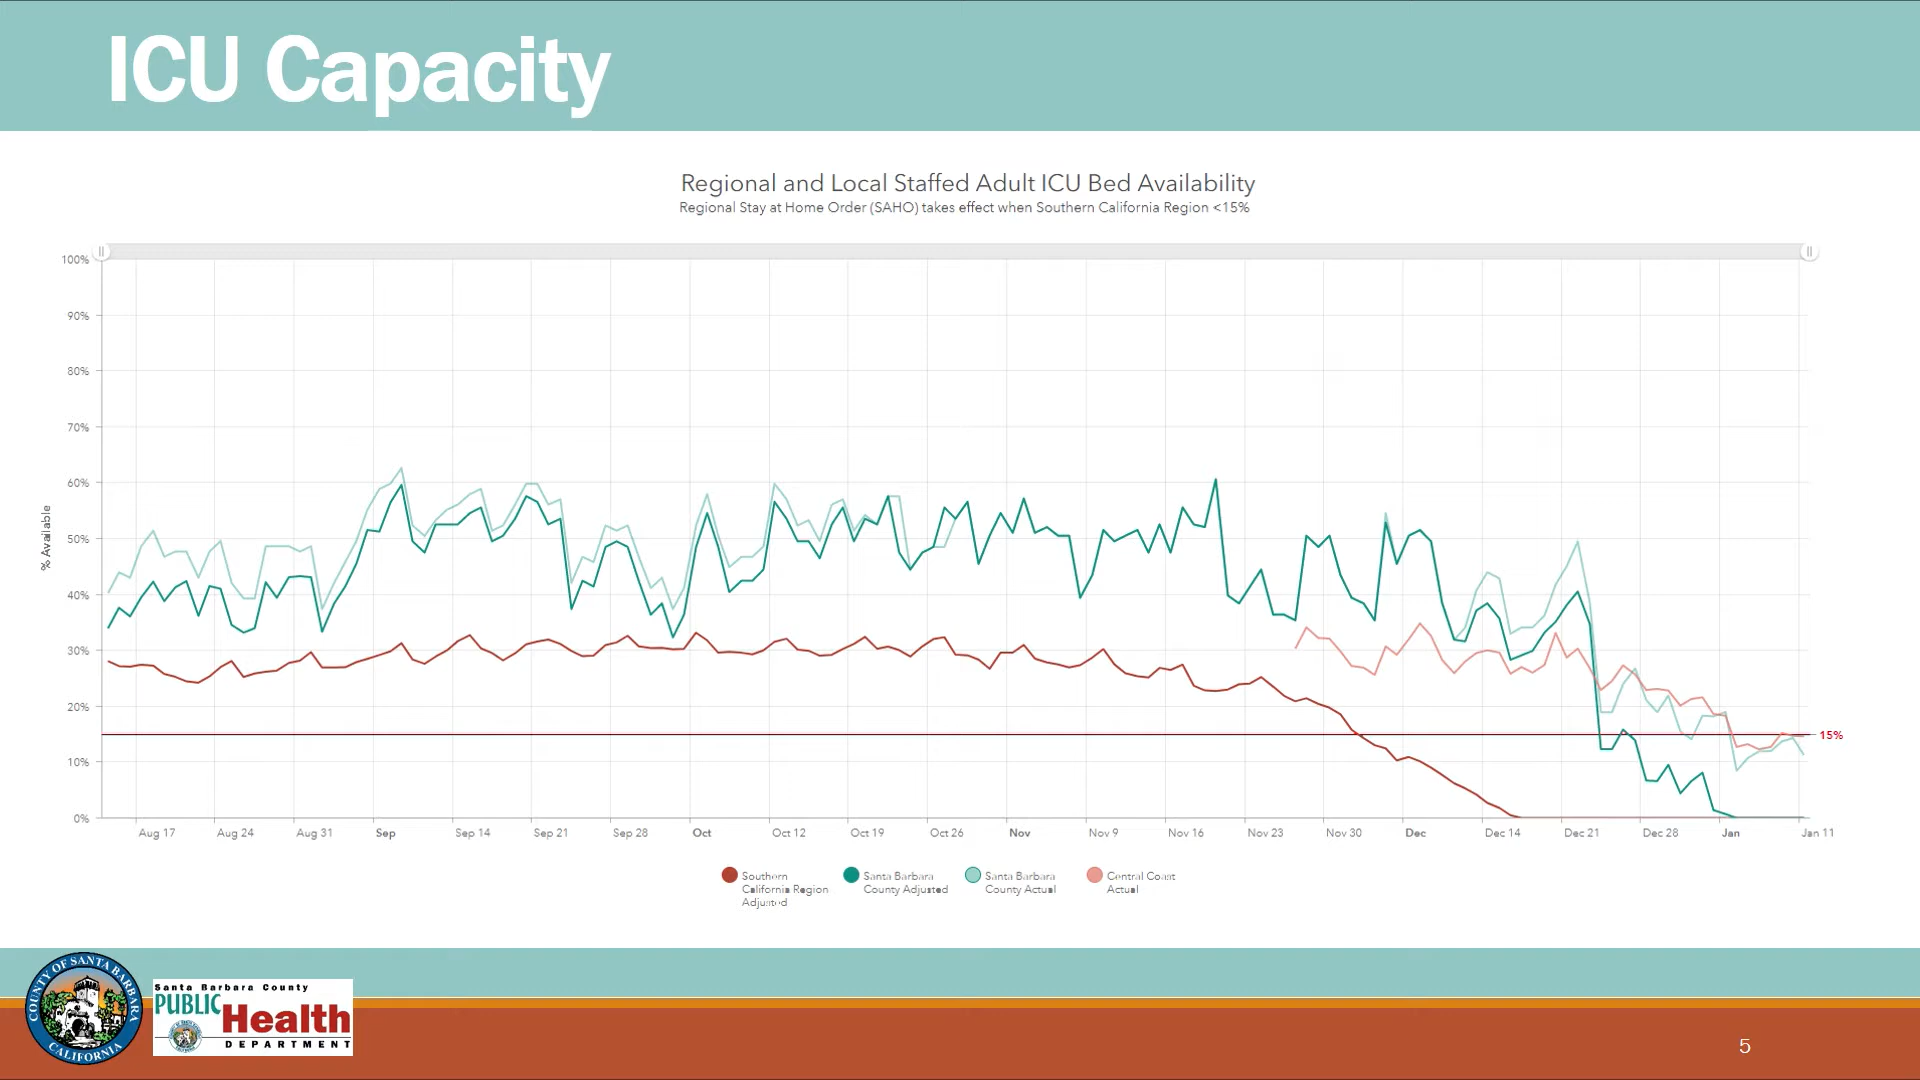 ICU Capacity
Regional and Local Staffed Adult ICU Bed Availability
Regional Stay at Home Order (SAHO) takes effect when Southern California Region <15%
100%
90%
80%
70%
60%
50%
40%
30%
20%
10%
0%
% Available
15%
Aug 17
Aug 24
Aug 31
Sep
Sep 14
Sep 21
Sep 28
Oct
Oct 12
Oct 19
Oct 26
Nov
Nov 9
Nov 16
Nov 23
Nov 30
Dec
Dec 14
Dec 21
Dec 28
Jan
Jan 11
Southern
California Region
Adjusted
Santa Barbara
County Adjusted
Santa Barbara
County Actual
Central Coast
Actual
COUNTY OF SANTA BARBARA
CALIFORNIA
Santa Barbara County
PUBLIC
Health
DEPARTMENT
5